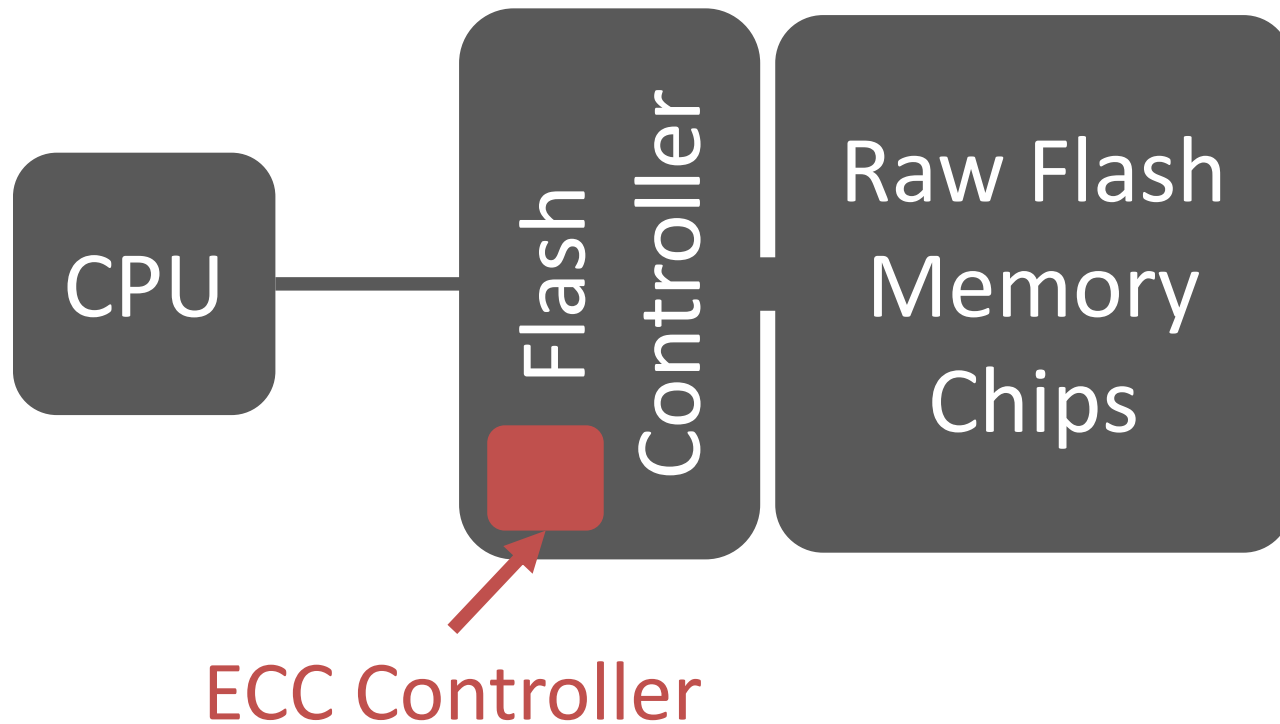 CPU
Flash
Controller
Raw Flash
Memory
Chips
ECC Controller